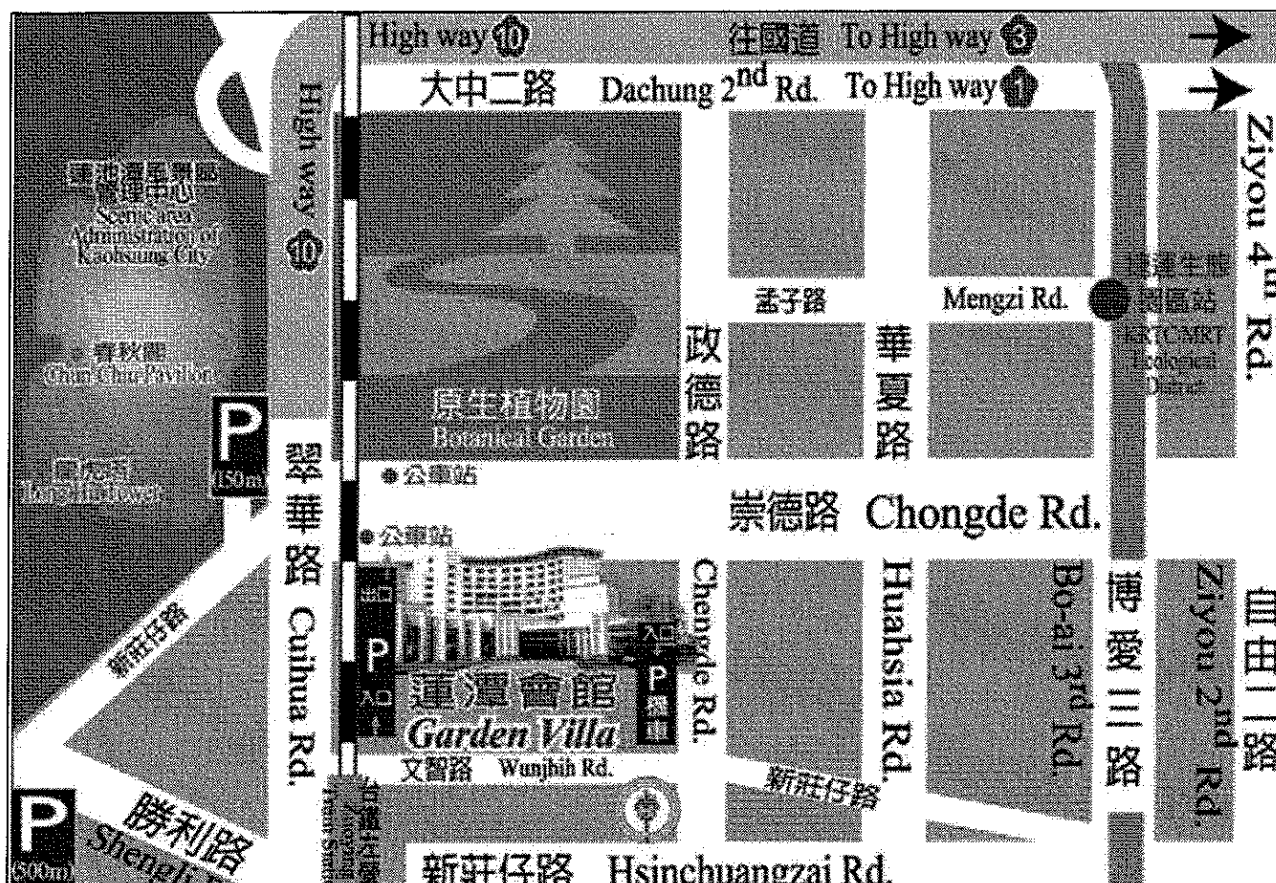 High way 10
往國道 To High way 3
大中二路 Dachung 2nd Rd. To High way 1
High way 10
蓮池潭風景區
管理中心
Scenic area
Administration of
Kaohsiung City
春秋閣
Chun Chiu Pavilion
P
(150m)
原生植物園
Botanical Garden
孟子路 Mengzi Rd.
政德路
華夏路
Ziyou 4th Rd.
捷運生態
園區站
KRTC/MRT
Ecological
District
公車站
公車站
崇德路 Chongde Rd.
翠華路 Cuihua Rd.
新莊仔路
出口
P
入口
入口
P
機車
蓮潭會館
Garden Villa
Chengde Rd.
Huahsia Rd.
Bo-ai 3rd Rd.
博愛三路
Ziyou 2nd Rd.
自由二路
文智路 Wunjhih Rd.
新莊仔路
P
(300m)
勝利路
Shengli
新莊仔路 Hsinchuangzai Rd.